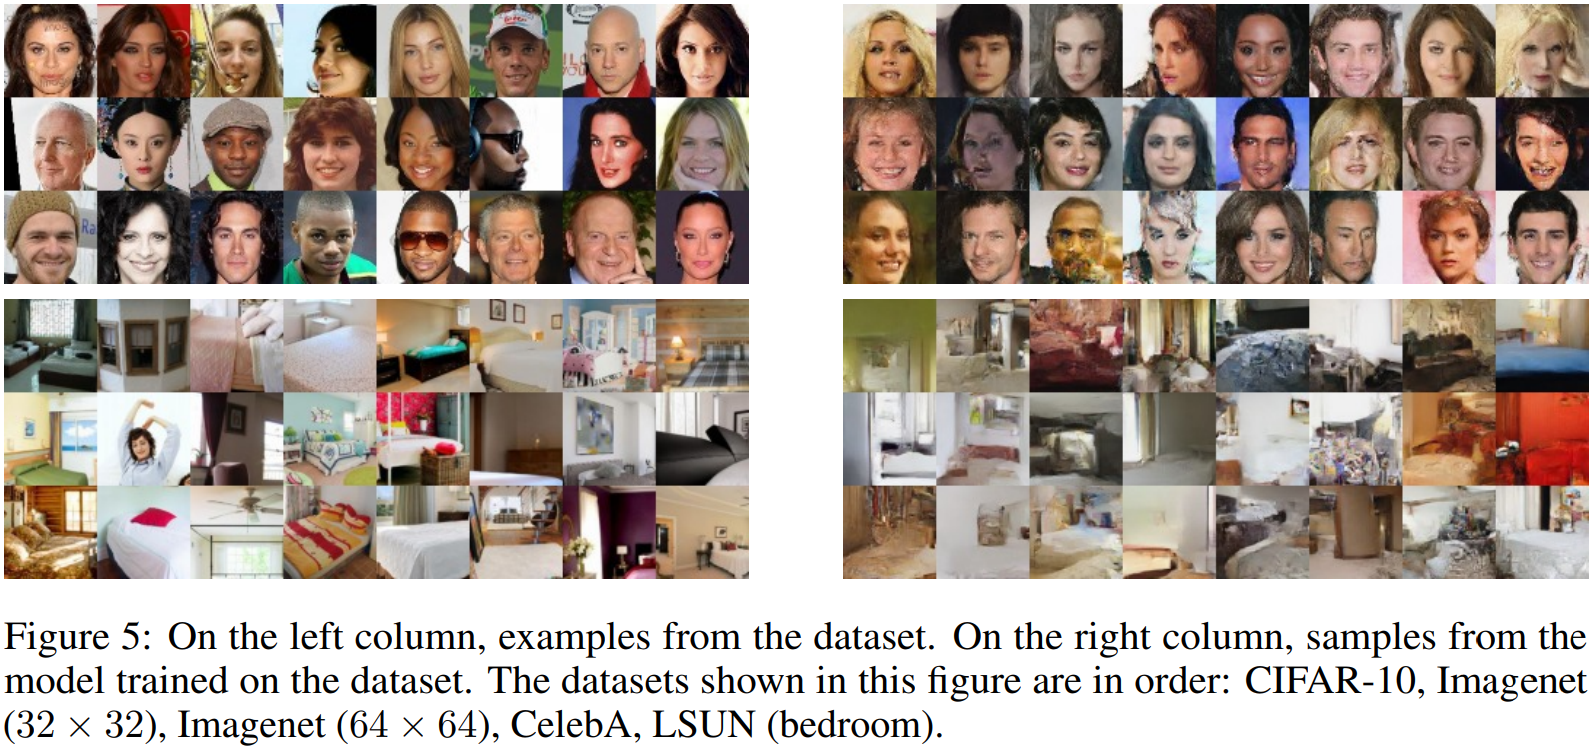 Figure 5: On the left column, examples from the dataset. On the right column, samples from the
model trained on the dataset. The datasets shown in this figure are in order: CIFAR-10, Imagenet
(32 × 32), Imagenet (64 × 64), CelebA, LSUN (bedroom).